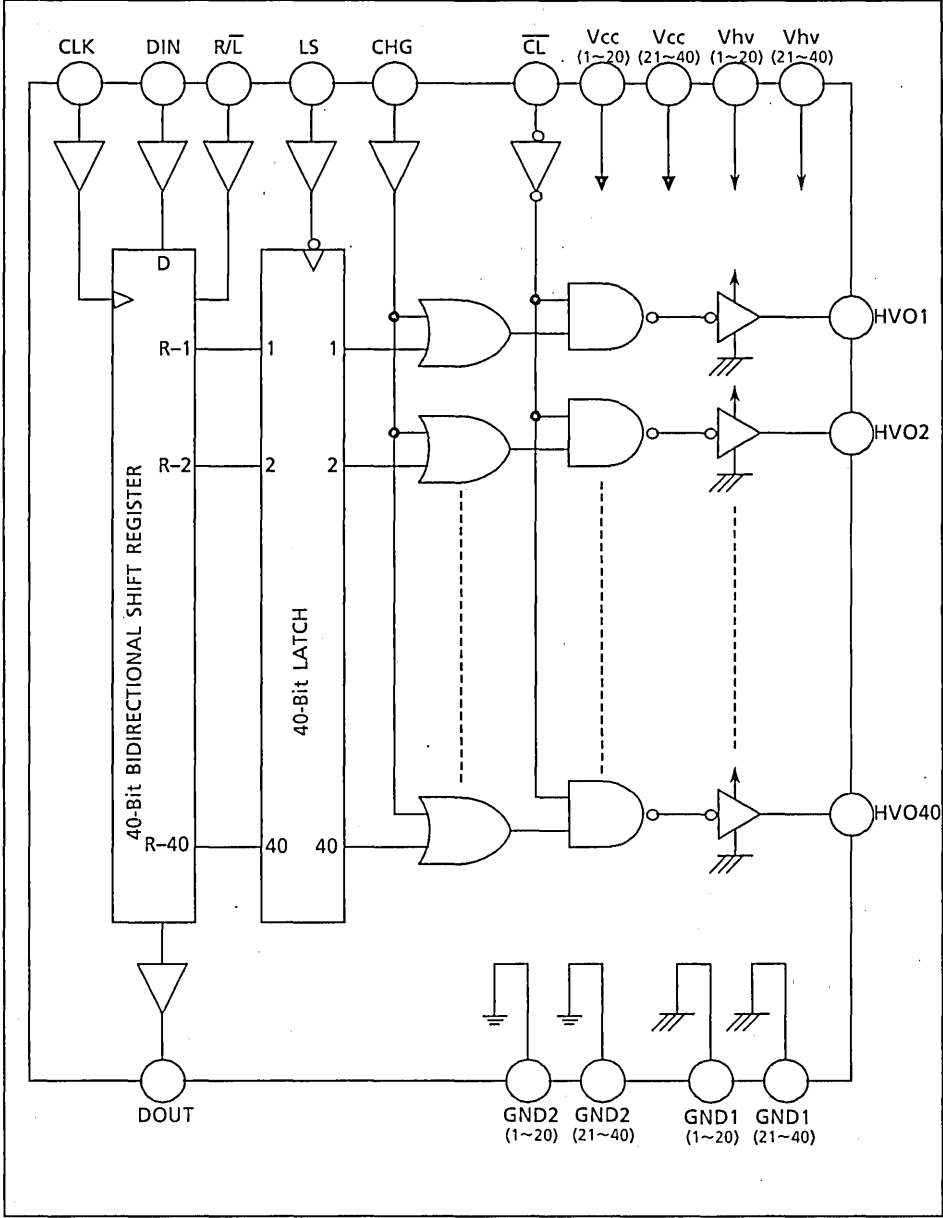 CLK DIN R/L̅ LS CHG C̅L̅ Vcc Vcc Vhv Vhv
(1~20) (21~40) (1~20) (21~40)
D
HVO1
R–1 1 1
HVO2
R–2 2 2
40-Bit BIDIRECTIONAL SHIFT REGISTER
40-Bit LATCH
HVO40
R–40 40 40
DOUT GND2 GND2 GND1 GND1
(1~20) (21~40) (1~20) (21~40)